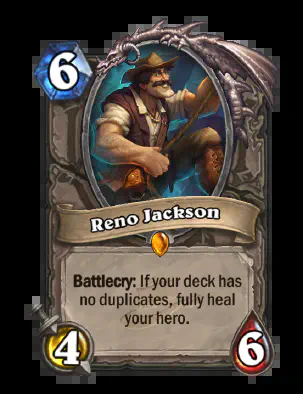 6
Reno Jackson
Battlecry: If your deck has
no duplicates, fully heal
your hero.
4
6